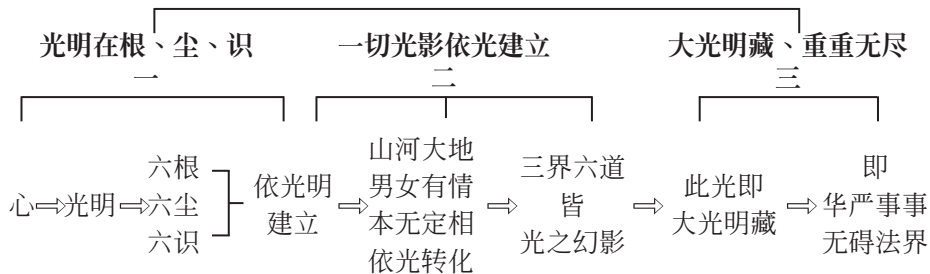 光明在根、尘、识
一
一切光影依光建立
二
大光明藏、重重无尽
三
心
光明
六根
六尘
六识
依光明
建立
山河大地
男女有情
本无定相
依光转化
三界六道
皆
光之幻影
此光即
大光明藏
即
华严事事
无碍法界